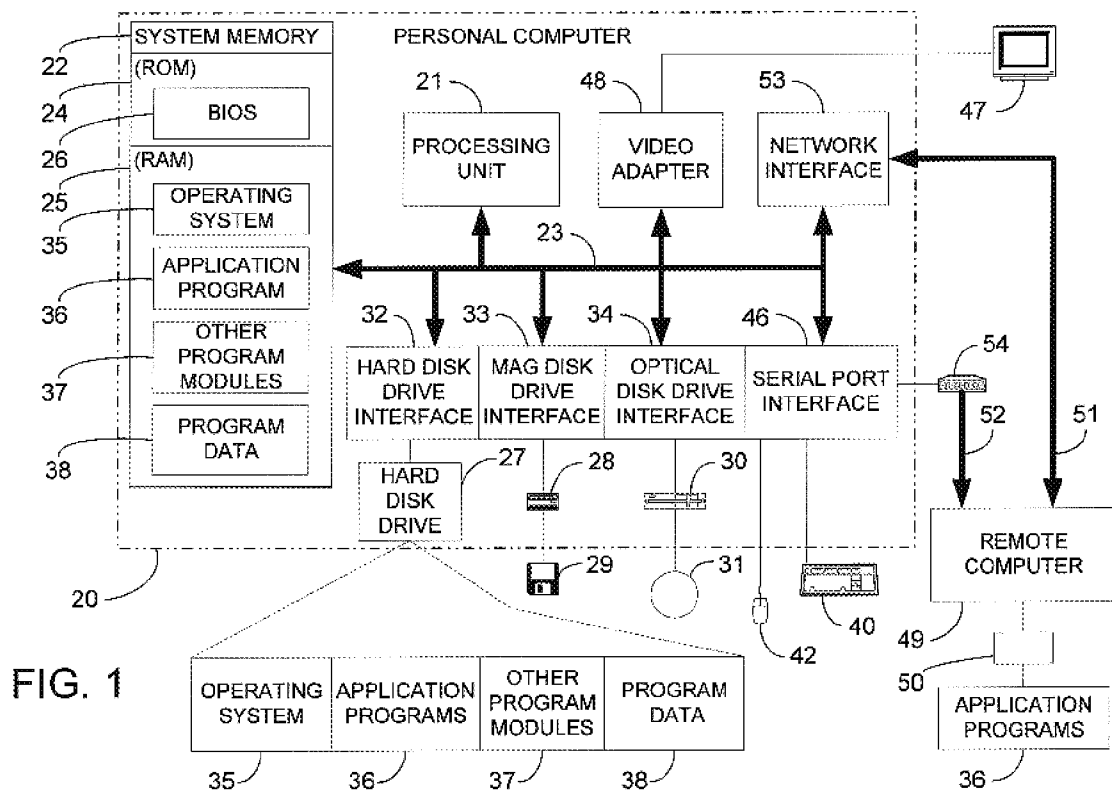 SYSTEM MEMORY
22
(ROM)
24
BIOS
26
(RAM)
25
OPERATING
SYSTEM
35
APPLICATION
PROGRAM
36
OTHER
PROGRAM
MODULES
37
PROGRAM
DATA
38
PERSONAL COMPUTER
21
PROCESSING
UNIT
48
VIDEO
ADAPTER
53
NETWORK
INTERFACE
47
23
32
HARD DISK
DRIVE
INTERFACE
33
MAG DISK
DRIVE
INTERFACE
34
OPTICAL
DISK DRIVE
INTERFACE
46
SERIAL PORT
INTERFACE
54
52
51
HARD
DISK
DRIVE
27
28
30
29
31
42
40
20
REMOTE
COMPUTER
49
50
APPLICATION
PROGRAMS
36
FIG. 1
OPERATING
SYSTEM
APPLICATION
PROGRAMS
OTHER
PROGRAM
MODULES
PROGRAM
DATA
35
36
37
38